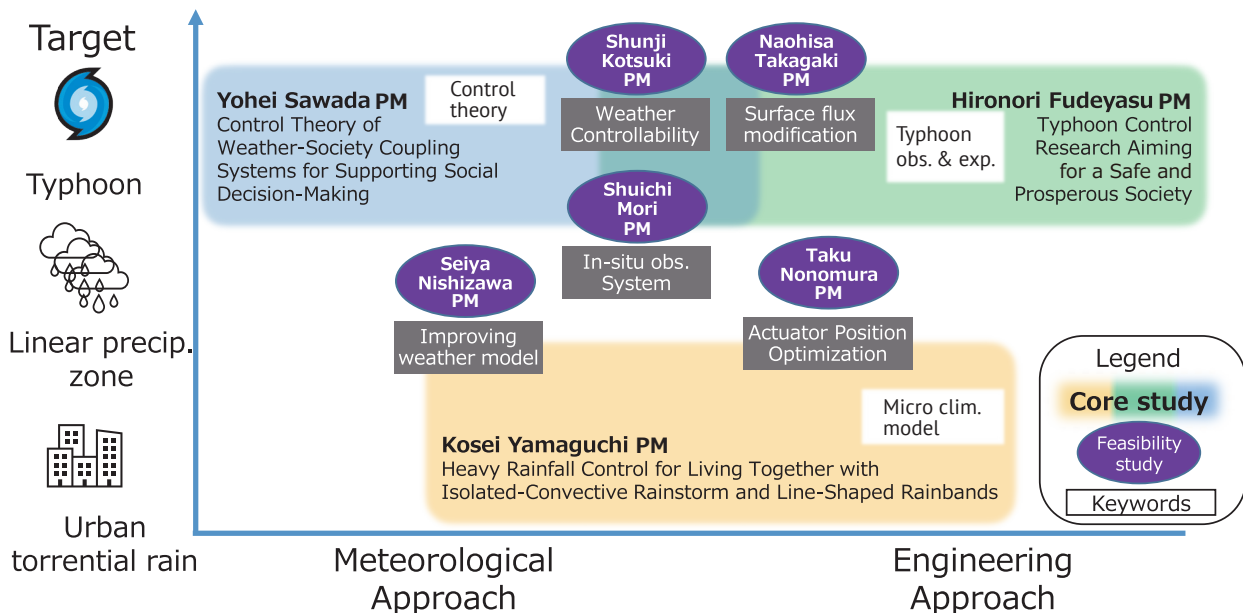 Target
Typhoon
Linear precip.
zone
Urban
torrential rain
Yohei Sawada PM
Control Theory of
Weather-Society Coupling
Systems for Supporting Social
Decision-Making
Control
theory
Shunji
Kotsuki
PM
Weather
Controllability
Naohisa
Takagaki
PM
Surface flux
modification
Hironori Fudeyasu PM
Typhoon Control
Research Aiming
for a Safe and
Prosperous Society
Typhoon
obs. & exp.
Shuichi
Mori
PM
In-situ obs.
System
Seiya
Nishizawa
PM
Improving
weather model
Taku
Nonomura
PM
Actuator Position
Optimization
Micro clim.
model
Kosei Yamaguchi PM
Heavy Rainfall Control for Living Together with
Isolated-Convective Rainstorm and Line-Shaped Rainbands
Legend
Core study
Feasibility
study
Keywords
Meteorological
Approach
Engineering
Approach